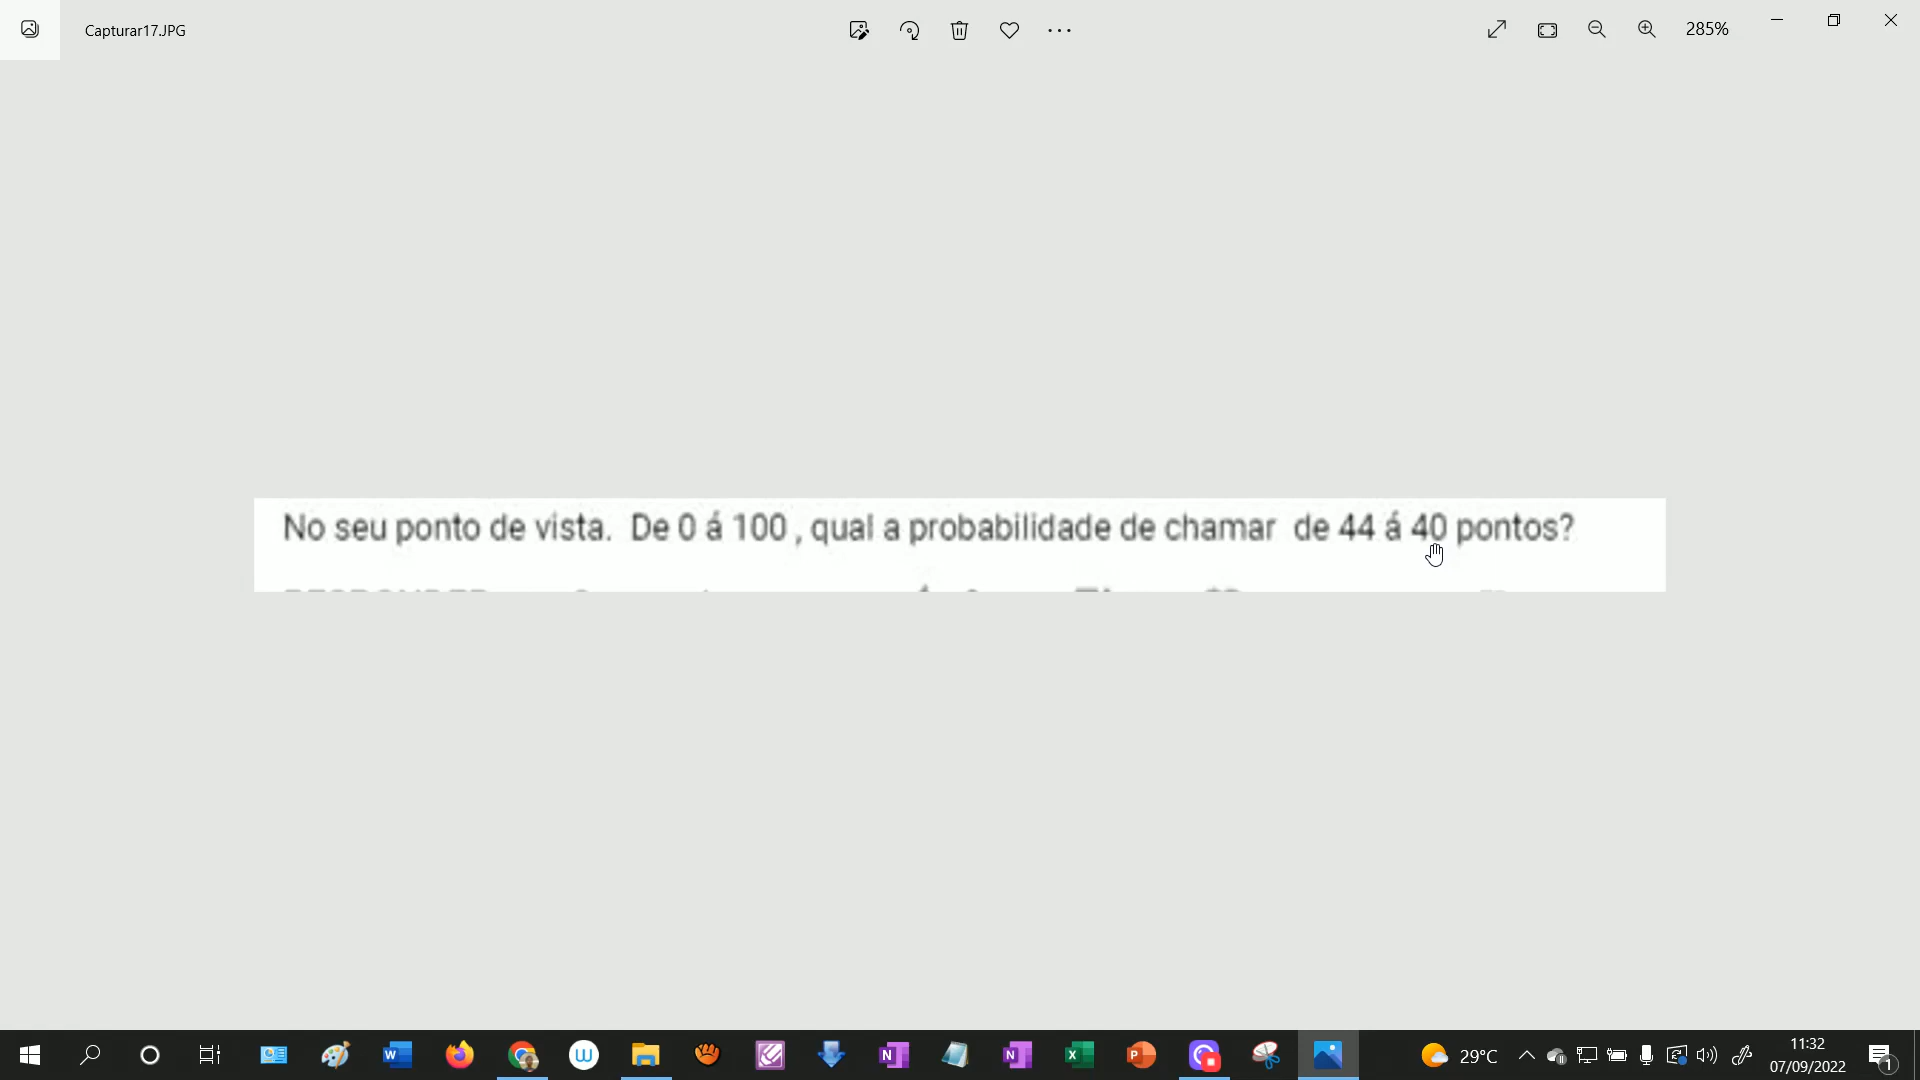 Capturar17.JPG
285%
No seu ponto de vista. De 0 á 100 , qual a probabilidade de chamar de 44 á 40 pontos?
29°C
11:32
07/09/2022
1